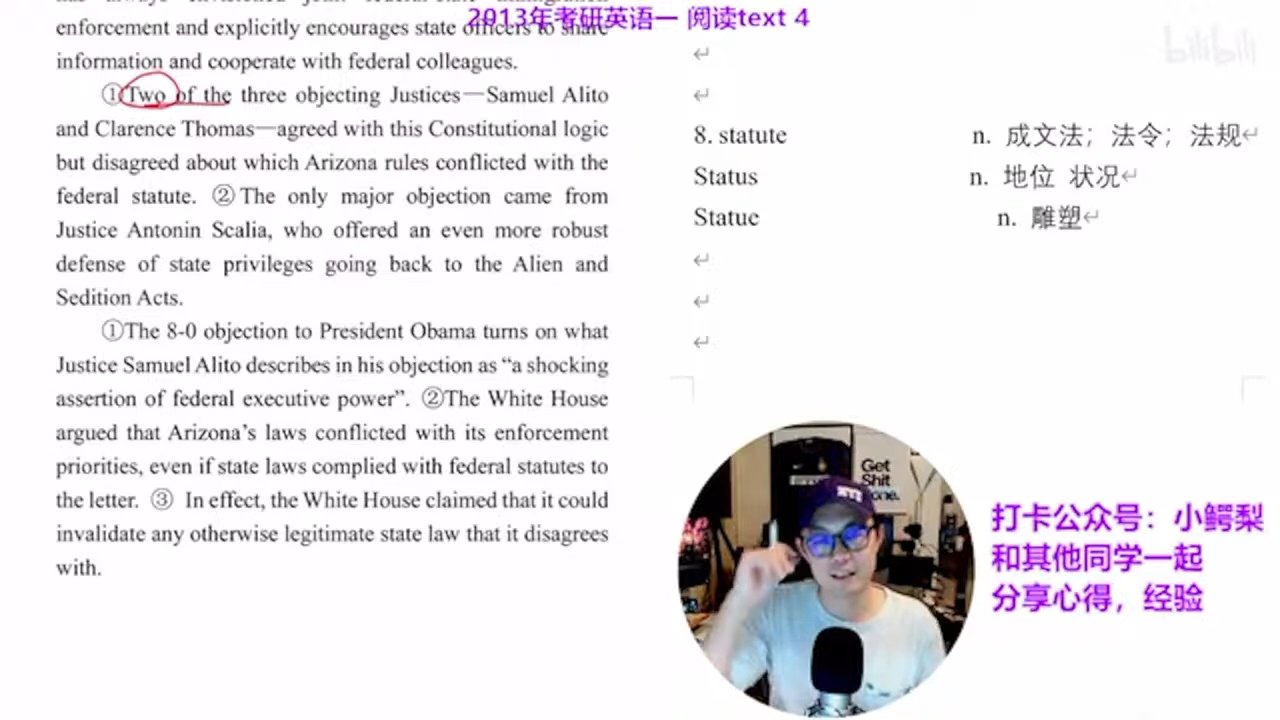 2013年考研英语一 阅读text 4
has always envisioned joint federal-state immigration
enforcement and explicitly encourages state officers to share
information and cooperate with federal colleagues.
①Two of the three objecting Justices—Samuel Alito
and Clarence Thomas—agreed with this Constitutional logic
but disagreed about which Arizona rules conflicted with the
federal statute. ②The only major objection came from
Justice Antonin Scalia, who offered an even more robust
defense of state privileges going back to the Alien and
Sedition Acts.
①The 8-0 objection to President Obama turns on what
Justice Samuel Alito describes in his objection as “a shocking
assertion of federal executive power”. ②The White House
argued that Arizona’s laws conflicted with its enforcement
priorities, even if state laws complied with federal statutes to
the letter. ③ In effect, the White House claimed that it could
invalidate any otherwise legitimate state law that it disagrees
with.
bilibili
8. statute n. 成文法；法令；法规
Status n. 地位 状况
Statue n. 雕塑
Get
Shit
one.
NYC
打卡公众号：小鳄梨
和其他同学一起
分享心得，经验